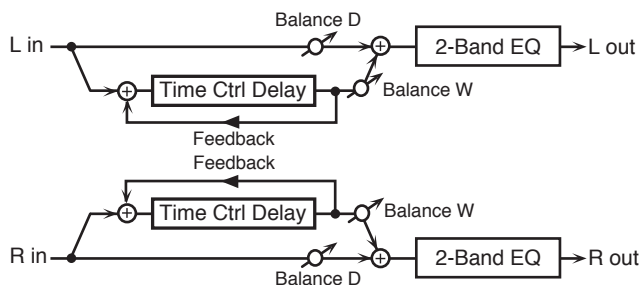 Balance D
L in
2-Band EQ
L out
Time Ctrl Delay
Balance W
Feedback
Feedback
Time Ctrl Delay
Balance W
R in
2-Band EQ
R out
Balance D